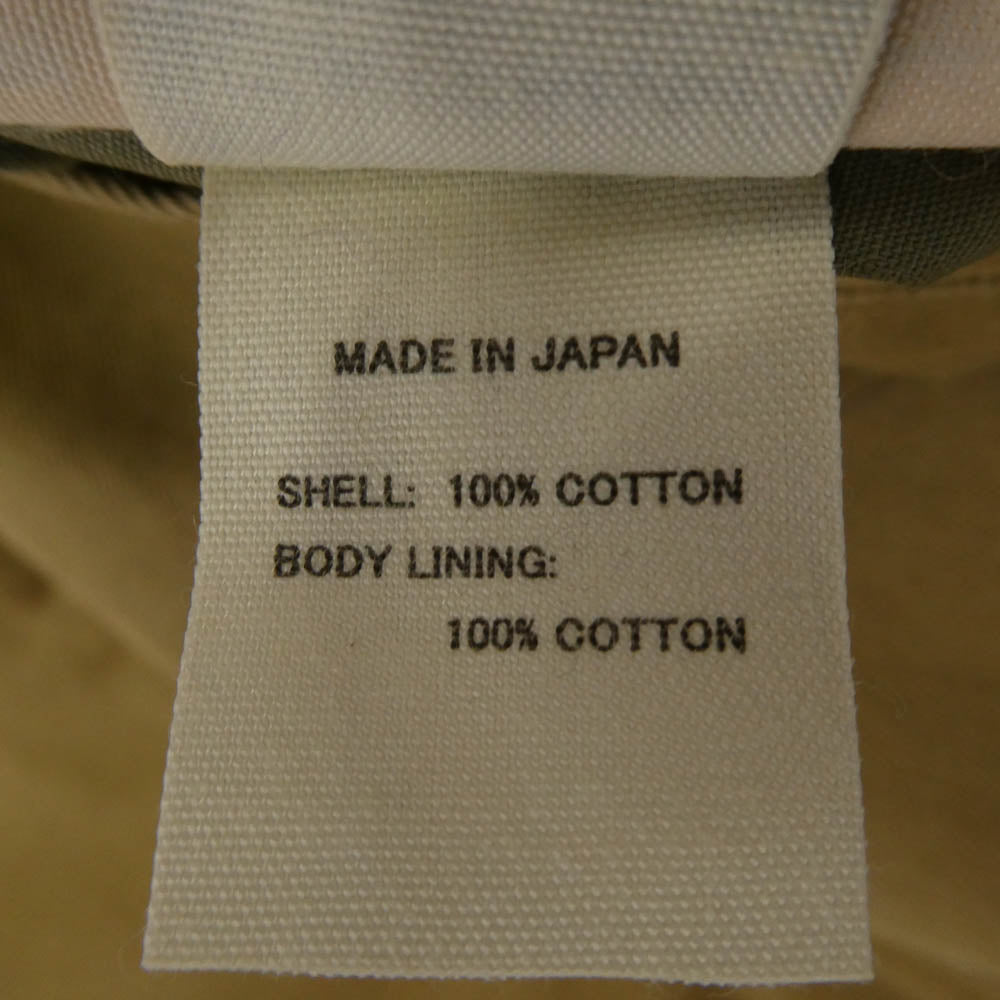 MADE IN JAPAN
SHELL: 100% COTTON
BODY LINING:
100% COTTON